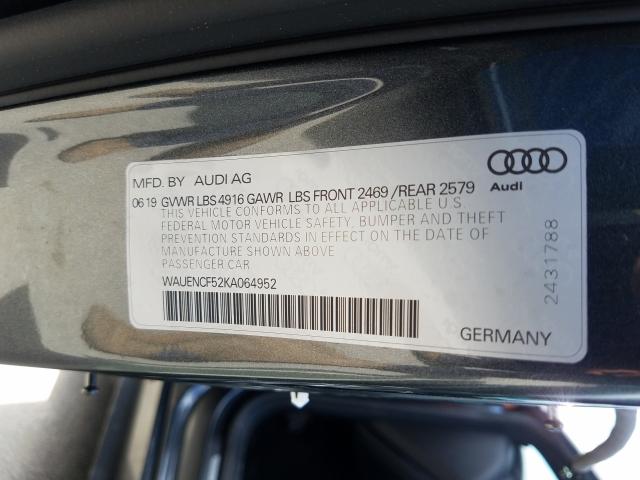 MFD. BY AUDI AG
06 19 GVWR LBS 4916 GAWR LBS FRONT 2469 /REAR 2579
THIS VEHICLE CONFORMS TO ALL APPLICABLE U.S.
FEDERAL MOTOR VEHICLE SAFETY, BUMPER AND THEFT
PREVENTION STANDARDS IN EFFECT ON THE DATE OF
MANUFACTURE SHOWN ABOVE
PASSENGER CAR
WAUENCF52KA064952
Audi
2431788
GERMANY